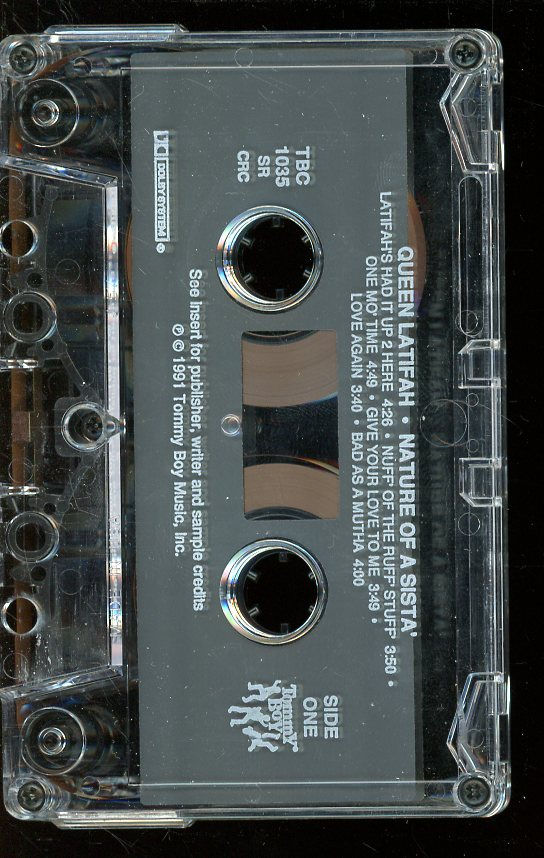 QUEEN LATIFAH • NATURE OF A SISTA'
LATIFAH'S HAD IT UP 2 HERE 4:26 • NUFF' OF THE RUFF' STUFF' 3:50 •
ONE MO' TIME 4:49 • GIVE YOUR LOVE TO ME 3:49 •
LOVE AGAIN 3:40 • BAD AS A MUTHA 4:00
TBC
1035
SR
CRC
SIDE
ONE
Tommy
Boy
See insert for publisher, writer and sample credits
℗ © 1991 Tommy Boy Music, Inc.
DOLBY SYSTEM ®